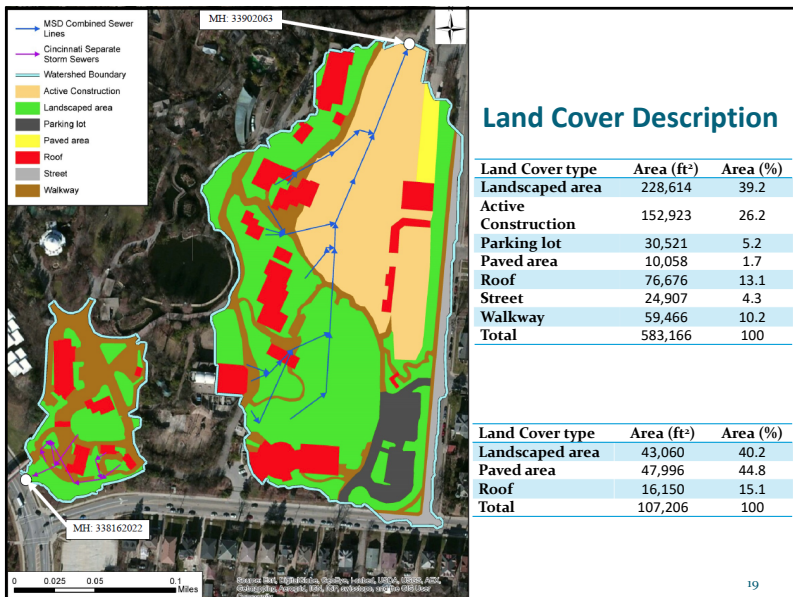 MH: 33902063
MSD Combined Sewer
Lines
Cincinnati Separate
Storm Sewers
Watershed Boundary
Active Construction
Landscaped area
Parking lot
Paved area
Roof
Street
Walkway
MH: 338162022
0 0.025 0.05 0.1
Miles
Land Cover Description
Land Cover type Area (ft²) Area (%)
Landscaped area 228,614 39.2
Active
Construction 152,923 26.2
Parking lot 30,521 5.2
Paved area 10,058 1.7
Roof 76,676 13.1
Street 24,907 4.3
Walkway 59,466 10.2
Total 583,166 100
Land Cover type Area (ft²) Area (%)
Landscaped area 43,060 40.2
Paved area 47,996 44.8
Roof 16,150 15.1
Total 107,206 100
19